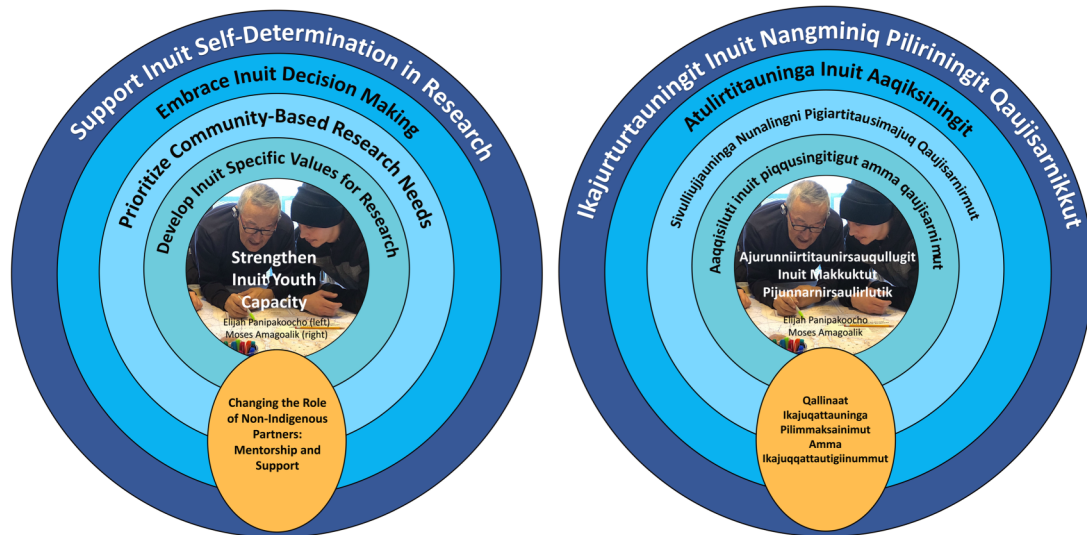 Support Inuit Self-Determination in Research
Embrace Inuit Decision Making
Prioritize Community-Based Research Needs
Develop Inuit Specific Values for Research
Strengthen
Inuit Youth
Capacity
Elijah Panipakoocho (left)
Moses Amagoalik (right)
Changing the Role
of Non-Indigenous
Partners:
Mentorship and
Support
Ikajurturtauningit Inuit Nangminiq Piliriningit Qaujisarnikkut
Atulirtitauninga Inuit Aaqiksiningit
Sivulliujjauninga Nunalingni Pigiartitausimajuq Qaujisarnirmut
Aaqqisiluti inuit piqqusingitigut amma qaujisarnimut
Ajurunniirtitaunirsauqullugit
Inuit Makkuktut
Pijunnarnirsaulirlutik
Elijah Panipakoocho
Moses Amagoalik
Qallinaat
Ikajuqattauninga
Pilimmaksainimut
Amma
Ikajuqqattautigiinummut